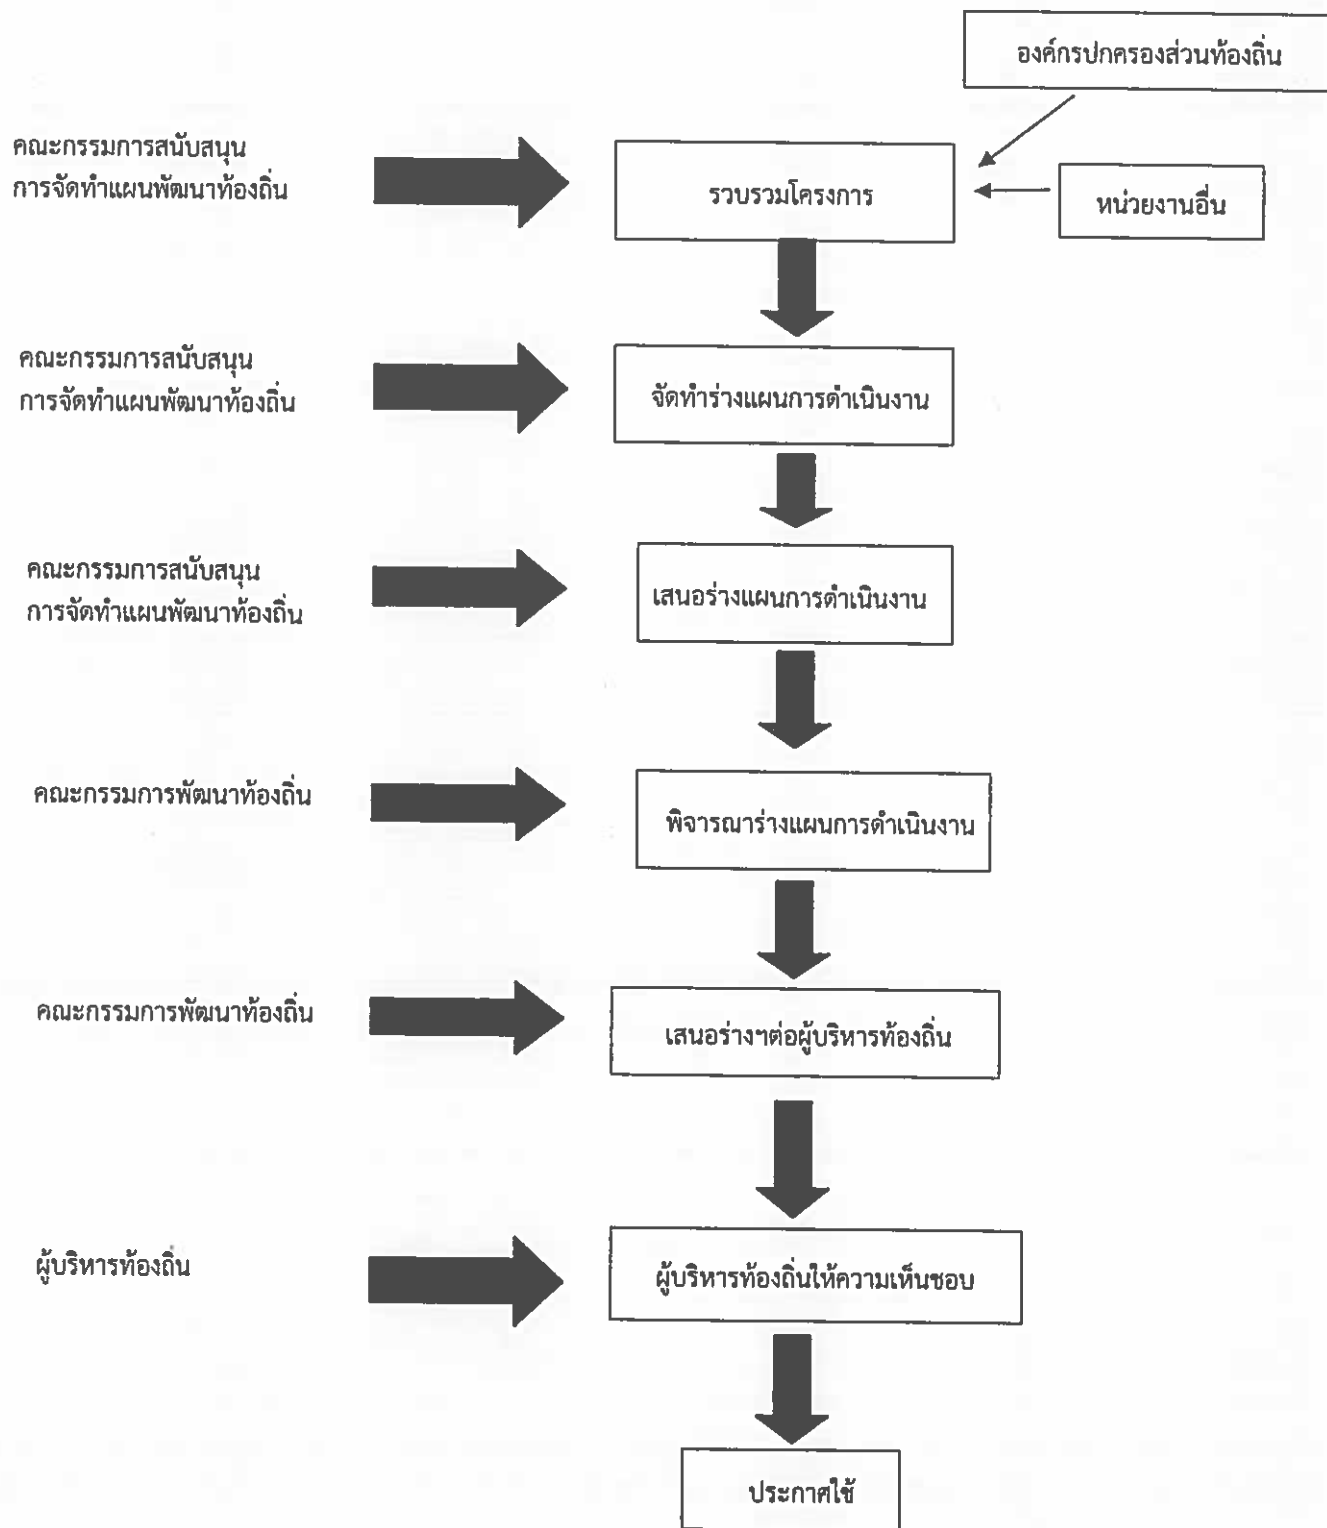 องค์กรปกครองส่วนท้องถิ่น
คณะกรรมการสนับสนุน
การจัดทำแผนพัฒนาท้องถิ่น
รวบรวมโครงการ
หน่วยงานอื่น
คณะกรรมการสนับสนุน
การจัดทำแผนพัฒนาท้องถิ่น
จัดทำร่างแผนการดำเนินงาน
คณะกรรมการสนับสนุน
การจัดทำแผนพัฒนาท้องถิ่น
เสนอร่างแผนการดำเนินงาน
คณะกรรมการพัฒนาท้องถิ่น
พิจารณาร่างแผนการดำเนินงาน
คณะกรรมการพัฒนาท้องถิ่น
เสนอร่างฯต่อผู้บริหารท้องถิ่น
ผู้บริหารท้องถิ่น
ผู้บริหารท้องถิ่นให้ความเห็นชอบ
ประกาศใช้